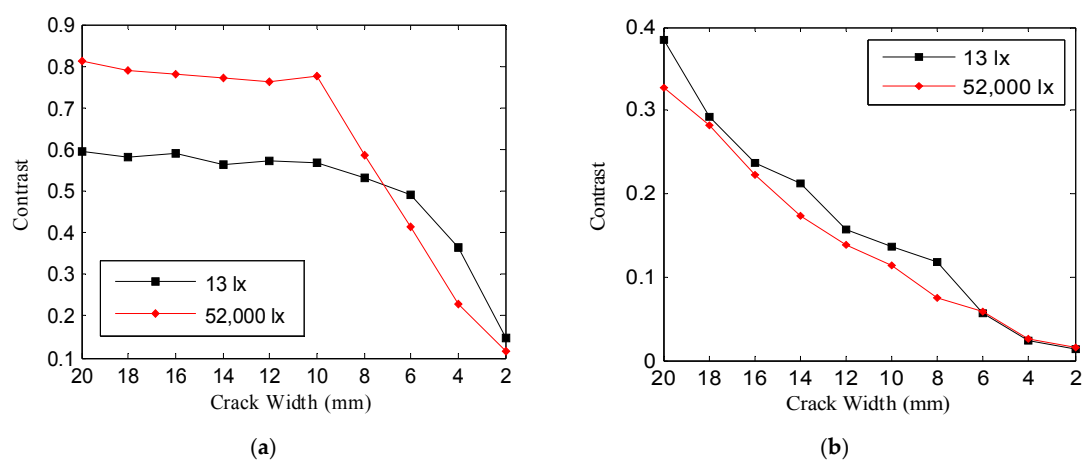 0.9
0.8
0.7
0.6
0.5
0.4
0.3
0.2
0.1
Contrast
13 lx
52,000 lx
20 18 16 14 12 10 8 6 4 2
Crack Width (mm)
(a)
0.4
0.3
0.2
0.1
0
Contrast
13 lx
52,000 lx
20 18 16 14 12 10 8 6 4 2
Crack Width (mm)
(b)